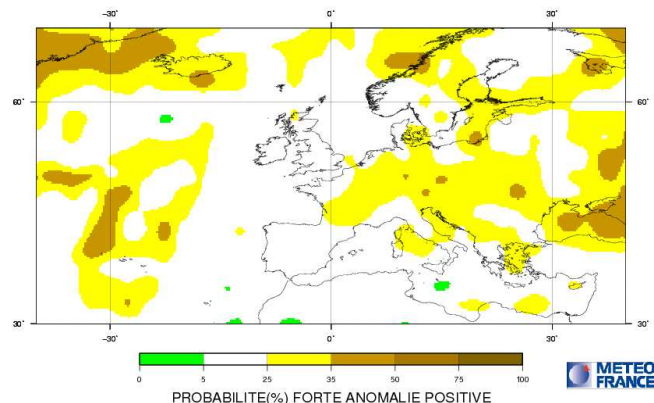 −30˚ 0˚ 30˚
60˚ 60˚
30˚ 30˚
−30˚ 0˚ 30˚
0 5 25 35 50 75 100
PROBABILITE(%) FORTE ANOMALIE POSITIVE
METEO
FRANCE